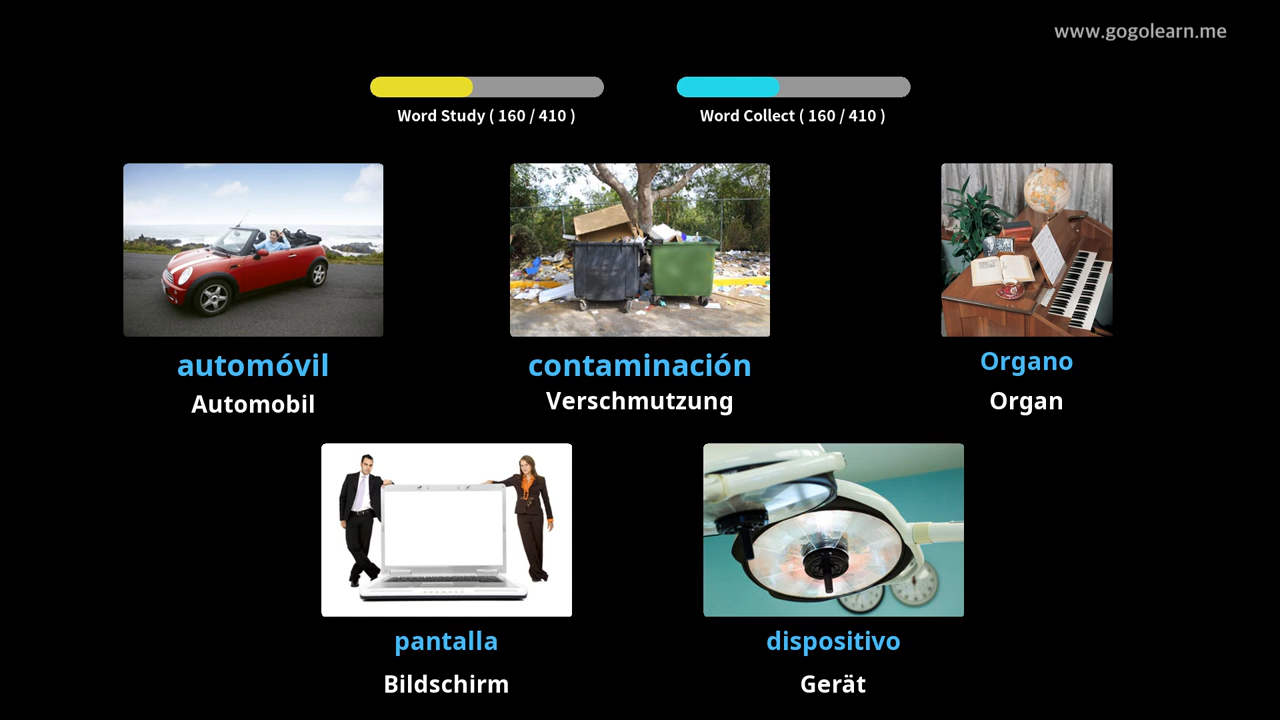 www.gogolearn.me
Word Study ( 160 / 410 )
Word Collect ( 160 / 410 )
automóvil
Automobil
contaminación
Verschmutzung
Organo
Organ
pantalla
Bildschirm
dispositivo
Gerät